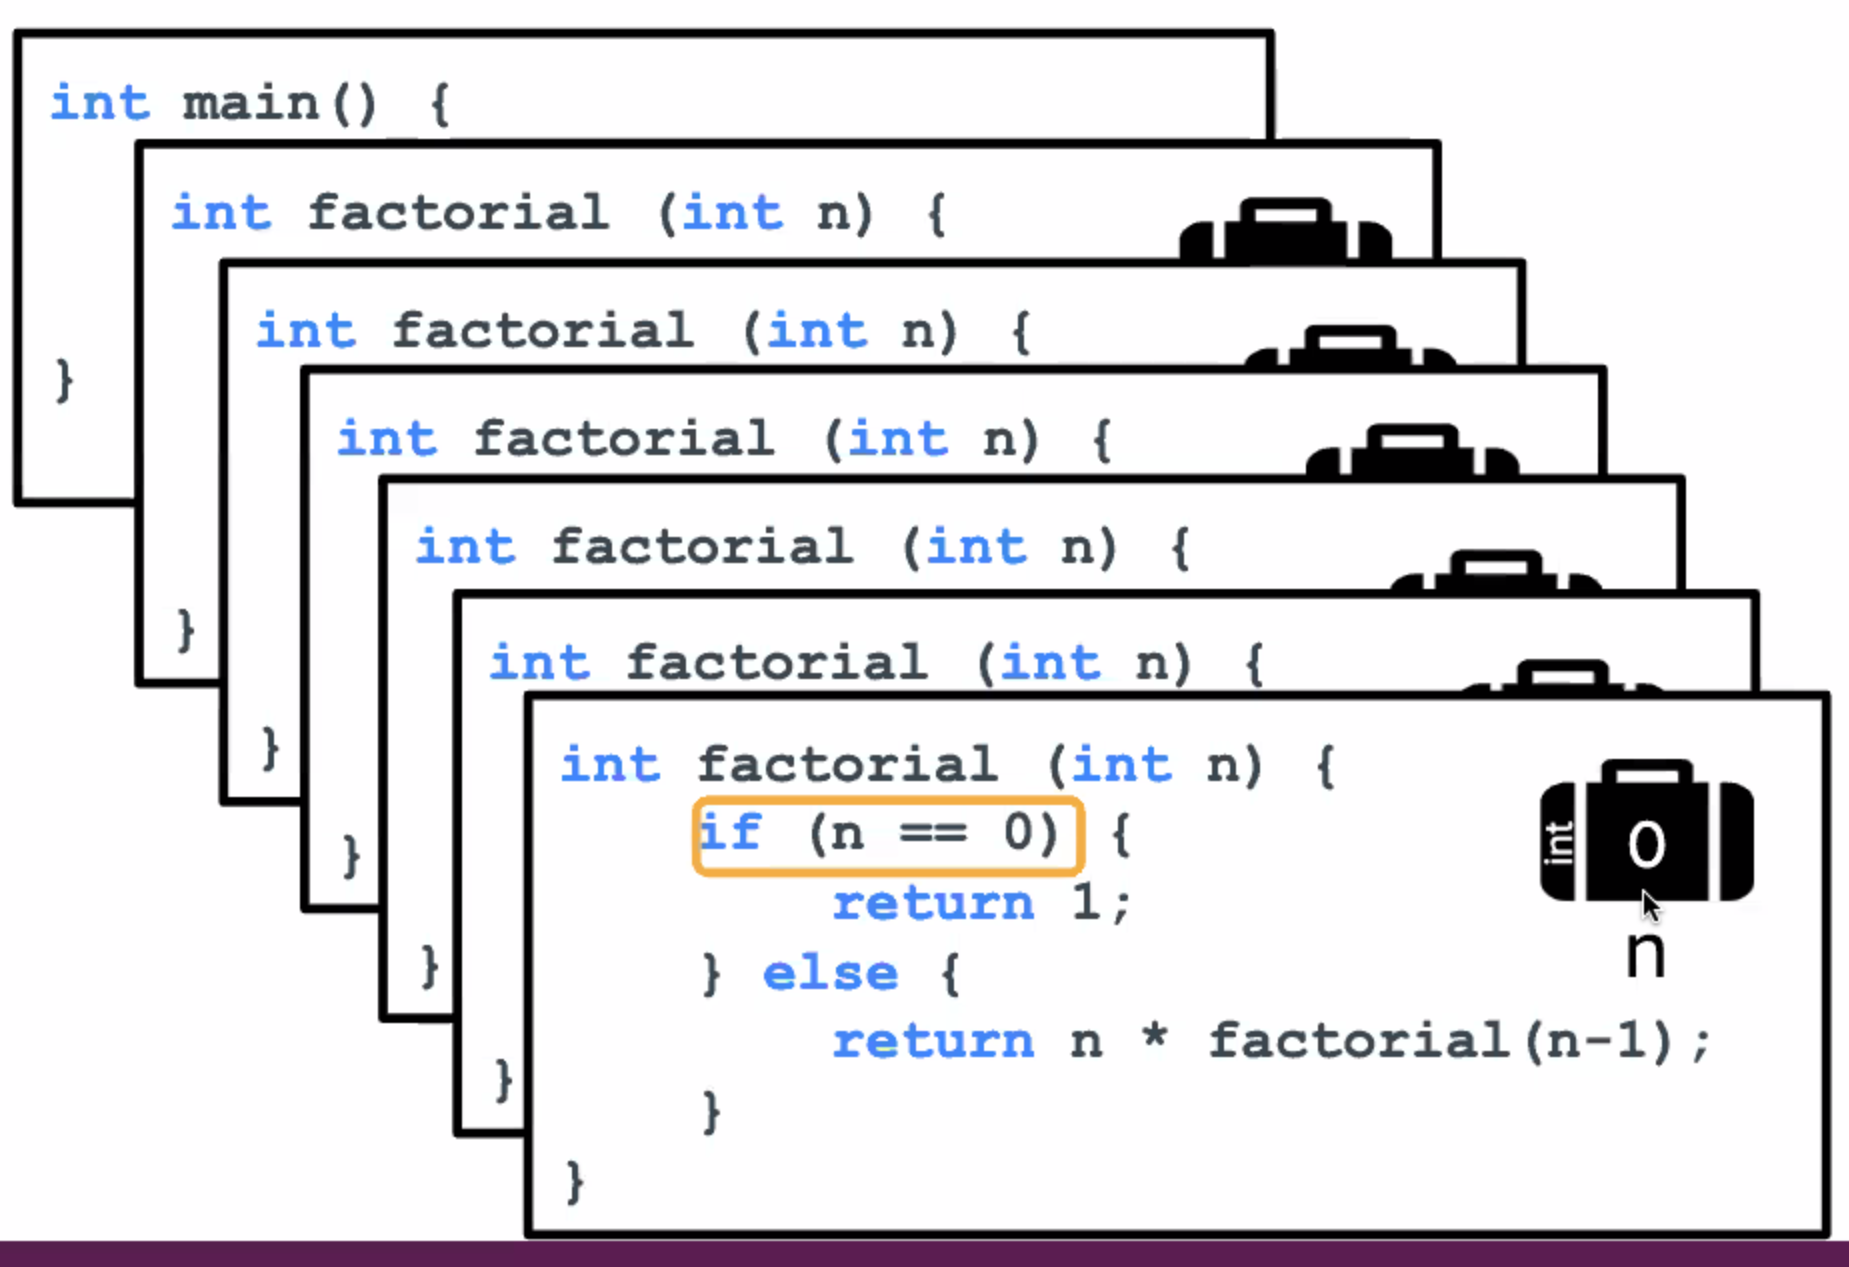 int main() {
int factorial (int n) {
int factorial (int n) {
}
int factorial (int n) {
int factorial (int n) {
}
int factorial (int n) {
}
int factorial (int n) {
if (n == 0) {
int
0
}
return 1;
n
}
} else {
return n * factorial(n-1);
}
}
}